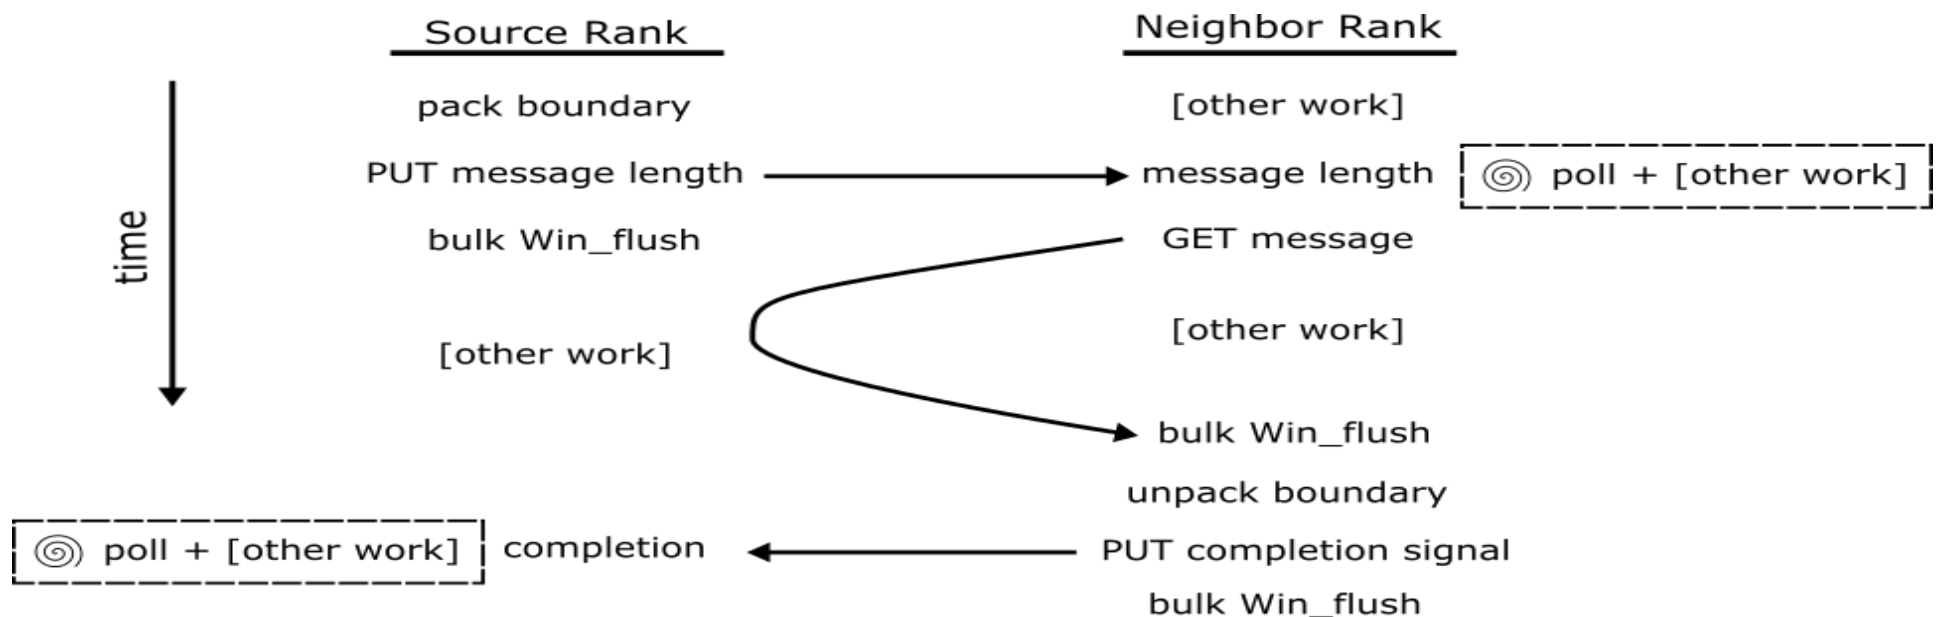 Source Rank
Neighbor Rank
pack boundary
[other work]
PUT message length
message length
poll + [other work]
bulk Win_flush
GET message
time
[other work]
[other work]
bulk Win_flush
unpack boundary
poll + [other work]
completion
PUT completion signal
bulk Win_flush